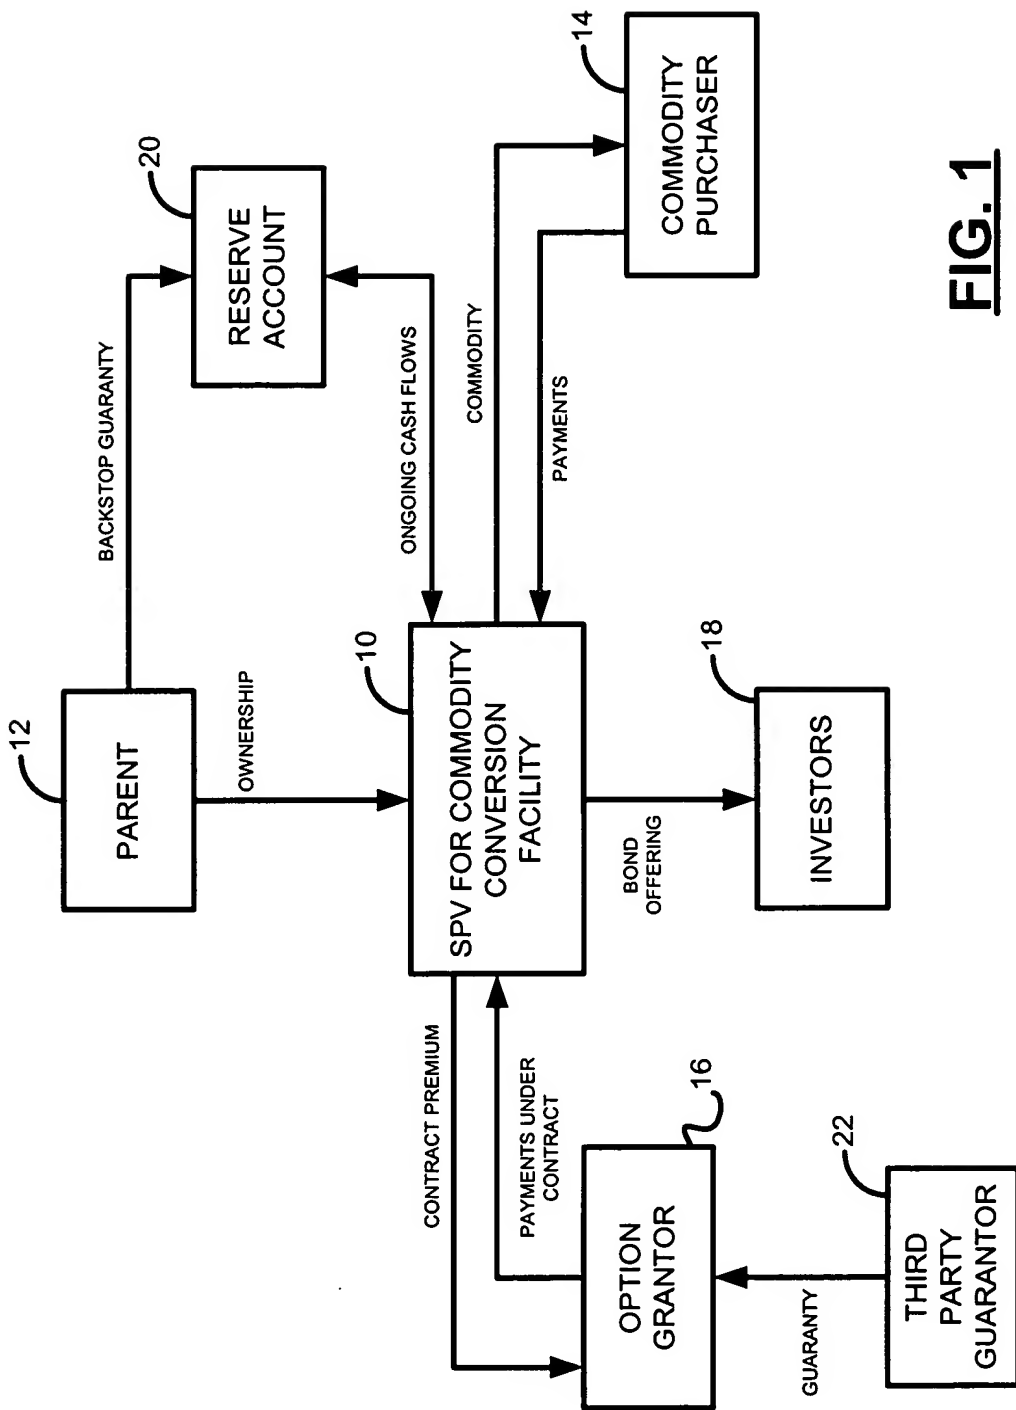 12
PARENT
BACKSTOP GUARANTY
20
RESERVE
ACCOUNT
OWNERSHIP
ONGOING CASH FLOWS
10
SPV FOR COMMODITY
CONVERSION
FACILITY
CONTRACT PREMIUM
PAYMENTS UNDER
CONTRACT
COMMODITY
PAYMENTS
14
COMMODITY
PURCHASER
16
OPTION
GRANTOR
BOND
OFFERING
18
INVESTORS
GUARANTY
22
THIRD
PARTY
GUARANTOR
FIG. 1